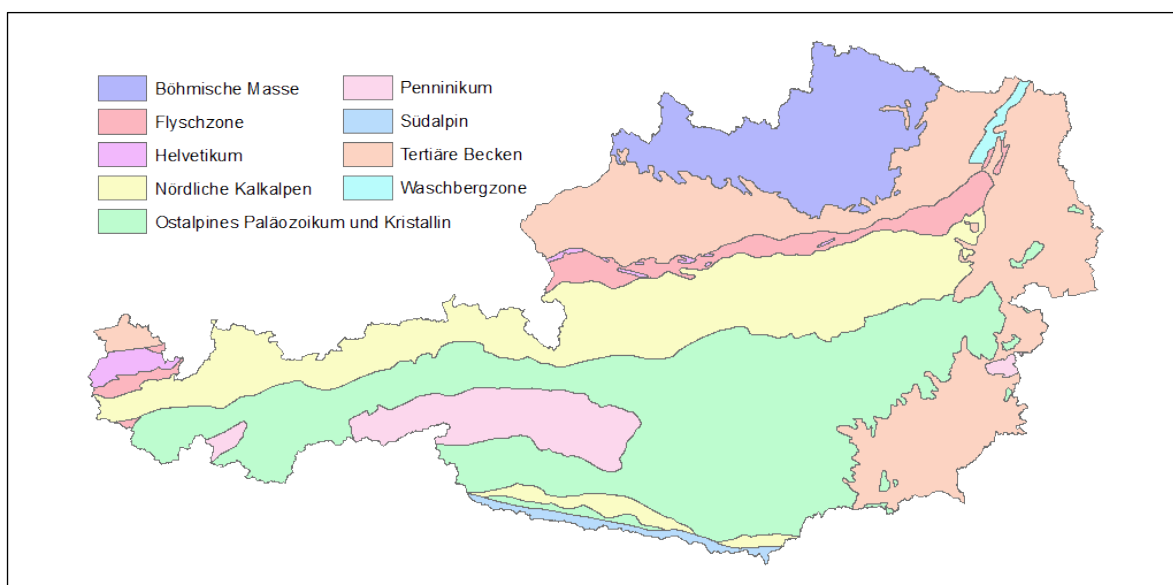 Böhmische Masse
Flyschzone
Helvetikum
Nördliche Kalkalpen
Ostalpines Paläozoikum und Kristallin
Penninikum
Südalpin
Tertiäre Becken
Waschbergzone